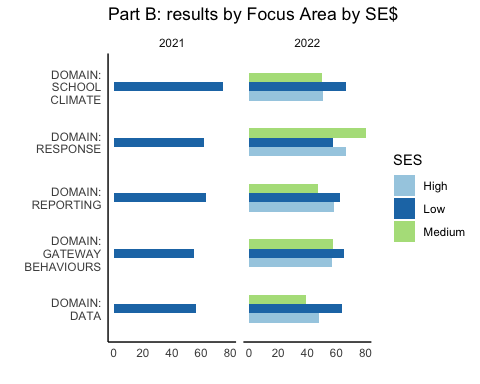 Part B: results by Focus Area by SE$
2021
2022
DOMAIN:
SCHOOL
CLIMATE
DOMAIN:
RESPONSE
DOMAIN:
REPORTING
DOMAIN:
GATEWAY
BEHAVIOURS
DOMAIN:
DATA
0 20 40 60 80
0 20 40 60 80
SES
High
Low
Medium